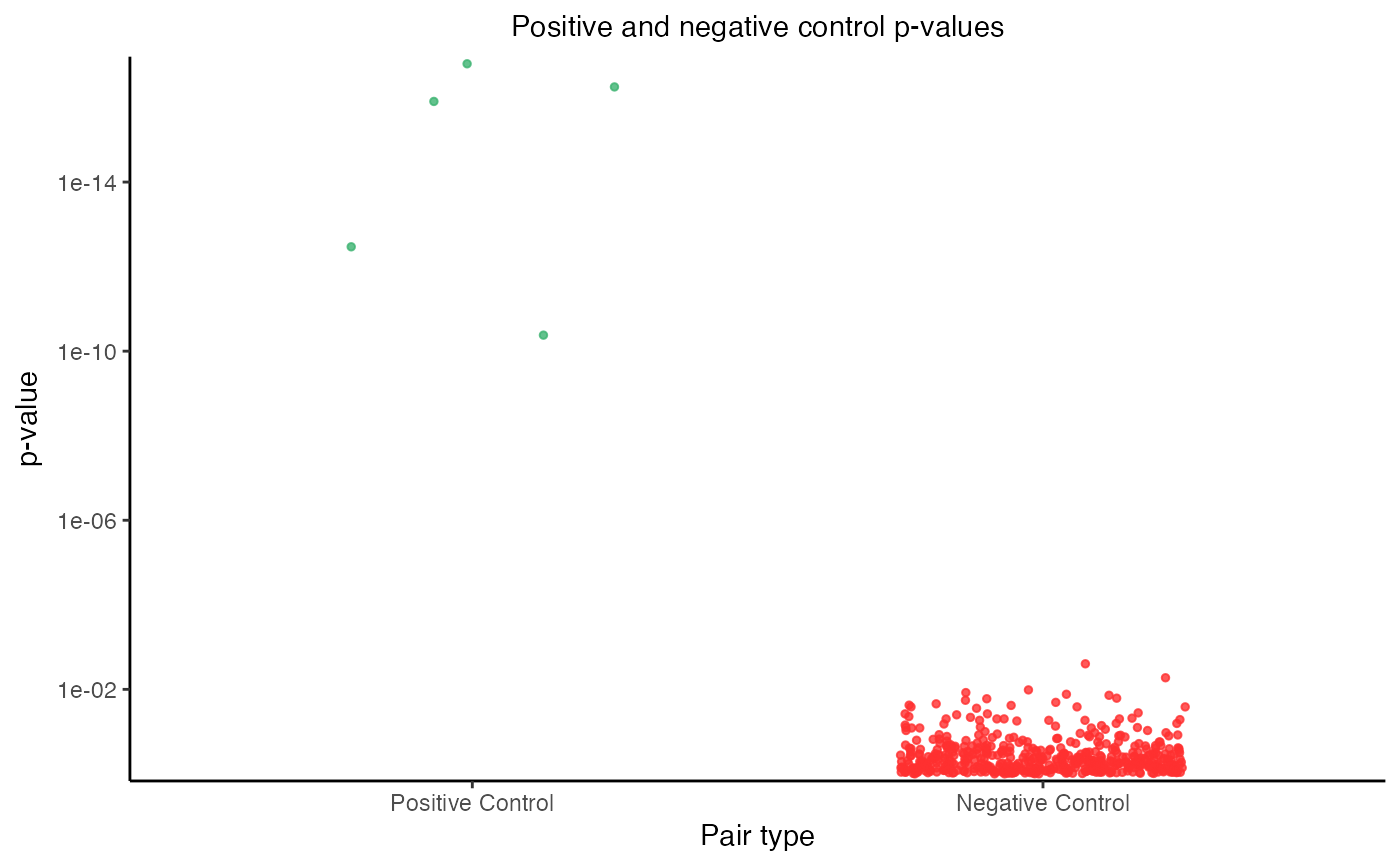 Positive and negative control p-values
p-value
1e-14
1e-10
1e-06
1e-02
Positive Control
Negative Control
Pair type